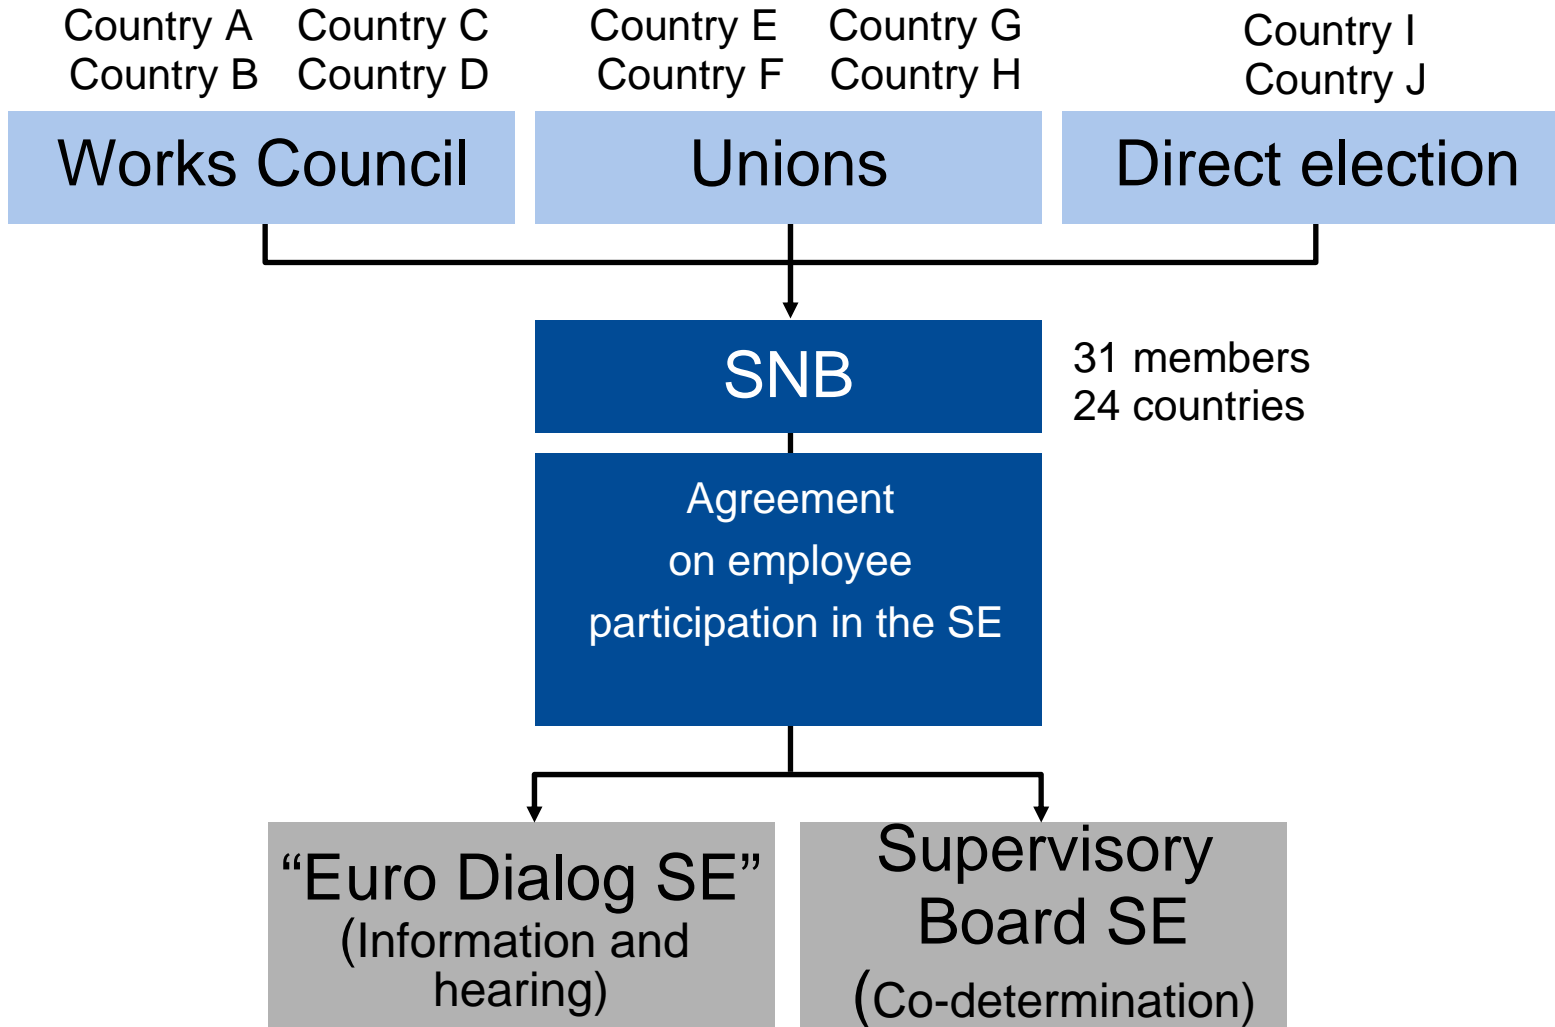 Country A Country C
Country B Country D
Country E Country G
Country F Country H
Country I
Country J
Works Council
Unions
Direct election
SNB
31 members
24 countries
Agreement
on employee
participation in the SE
“Euro Dialog SE”
(Information and
hearing)
Supervisory
Board SE
(Co-determination)